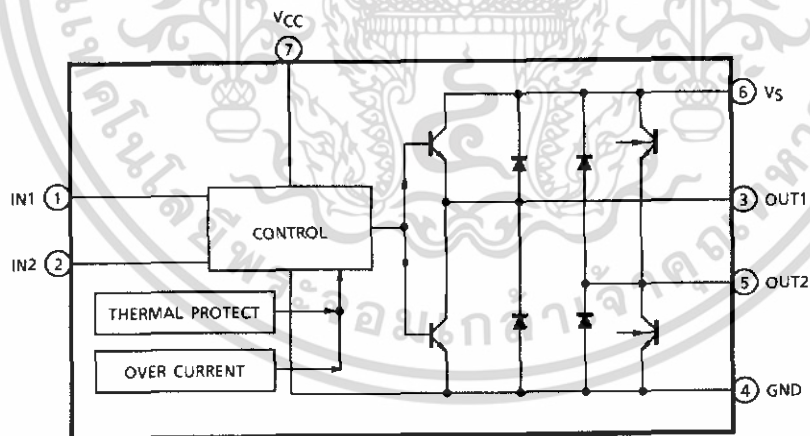 VCC
7
6 VS
IN1 1
3 OUT1
CONTROL
IN2 2
5 OUT2
THERMAL PROTECT
OVER CURRENT
4 GND